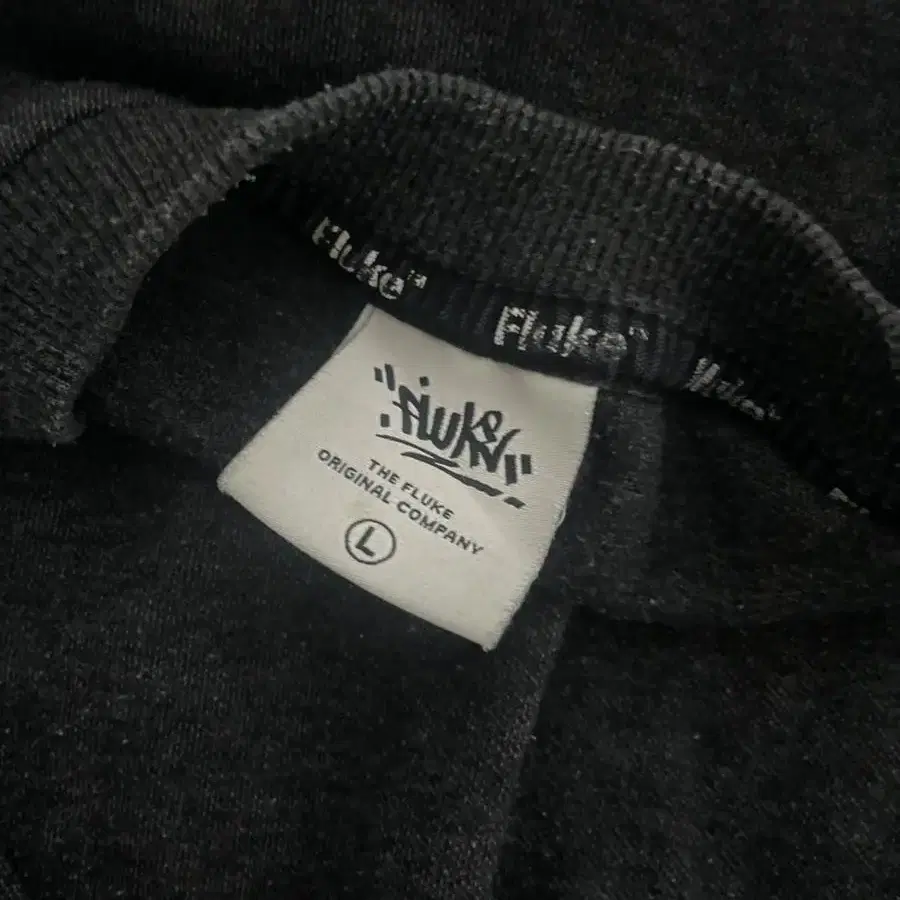 Fluke"
Fluke"
"FLUKE"
THE FLUKE
ORIGINAL COMPANY
L